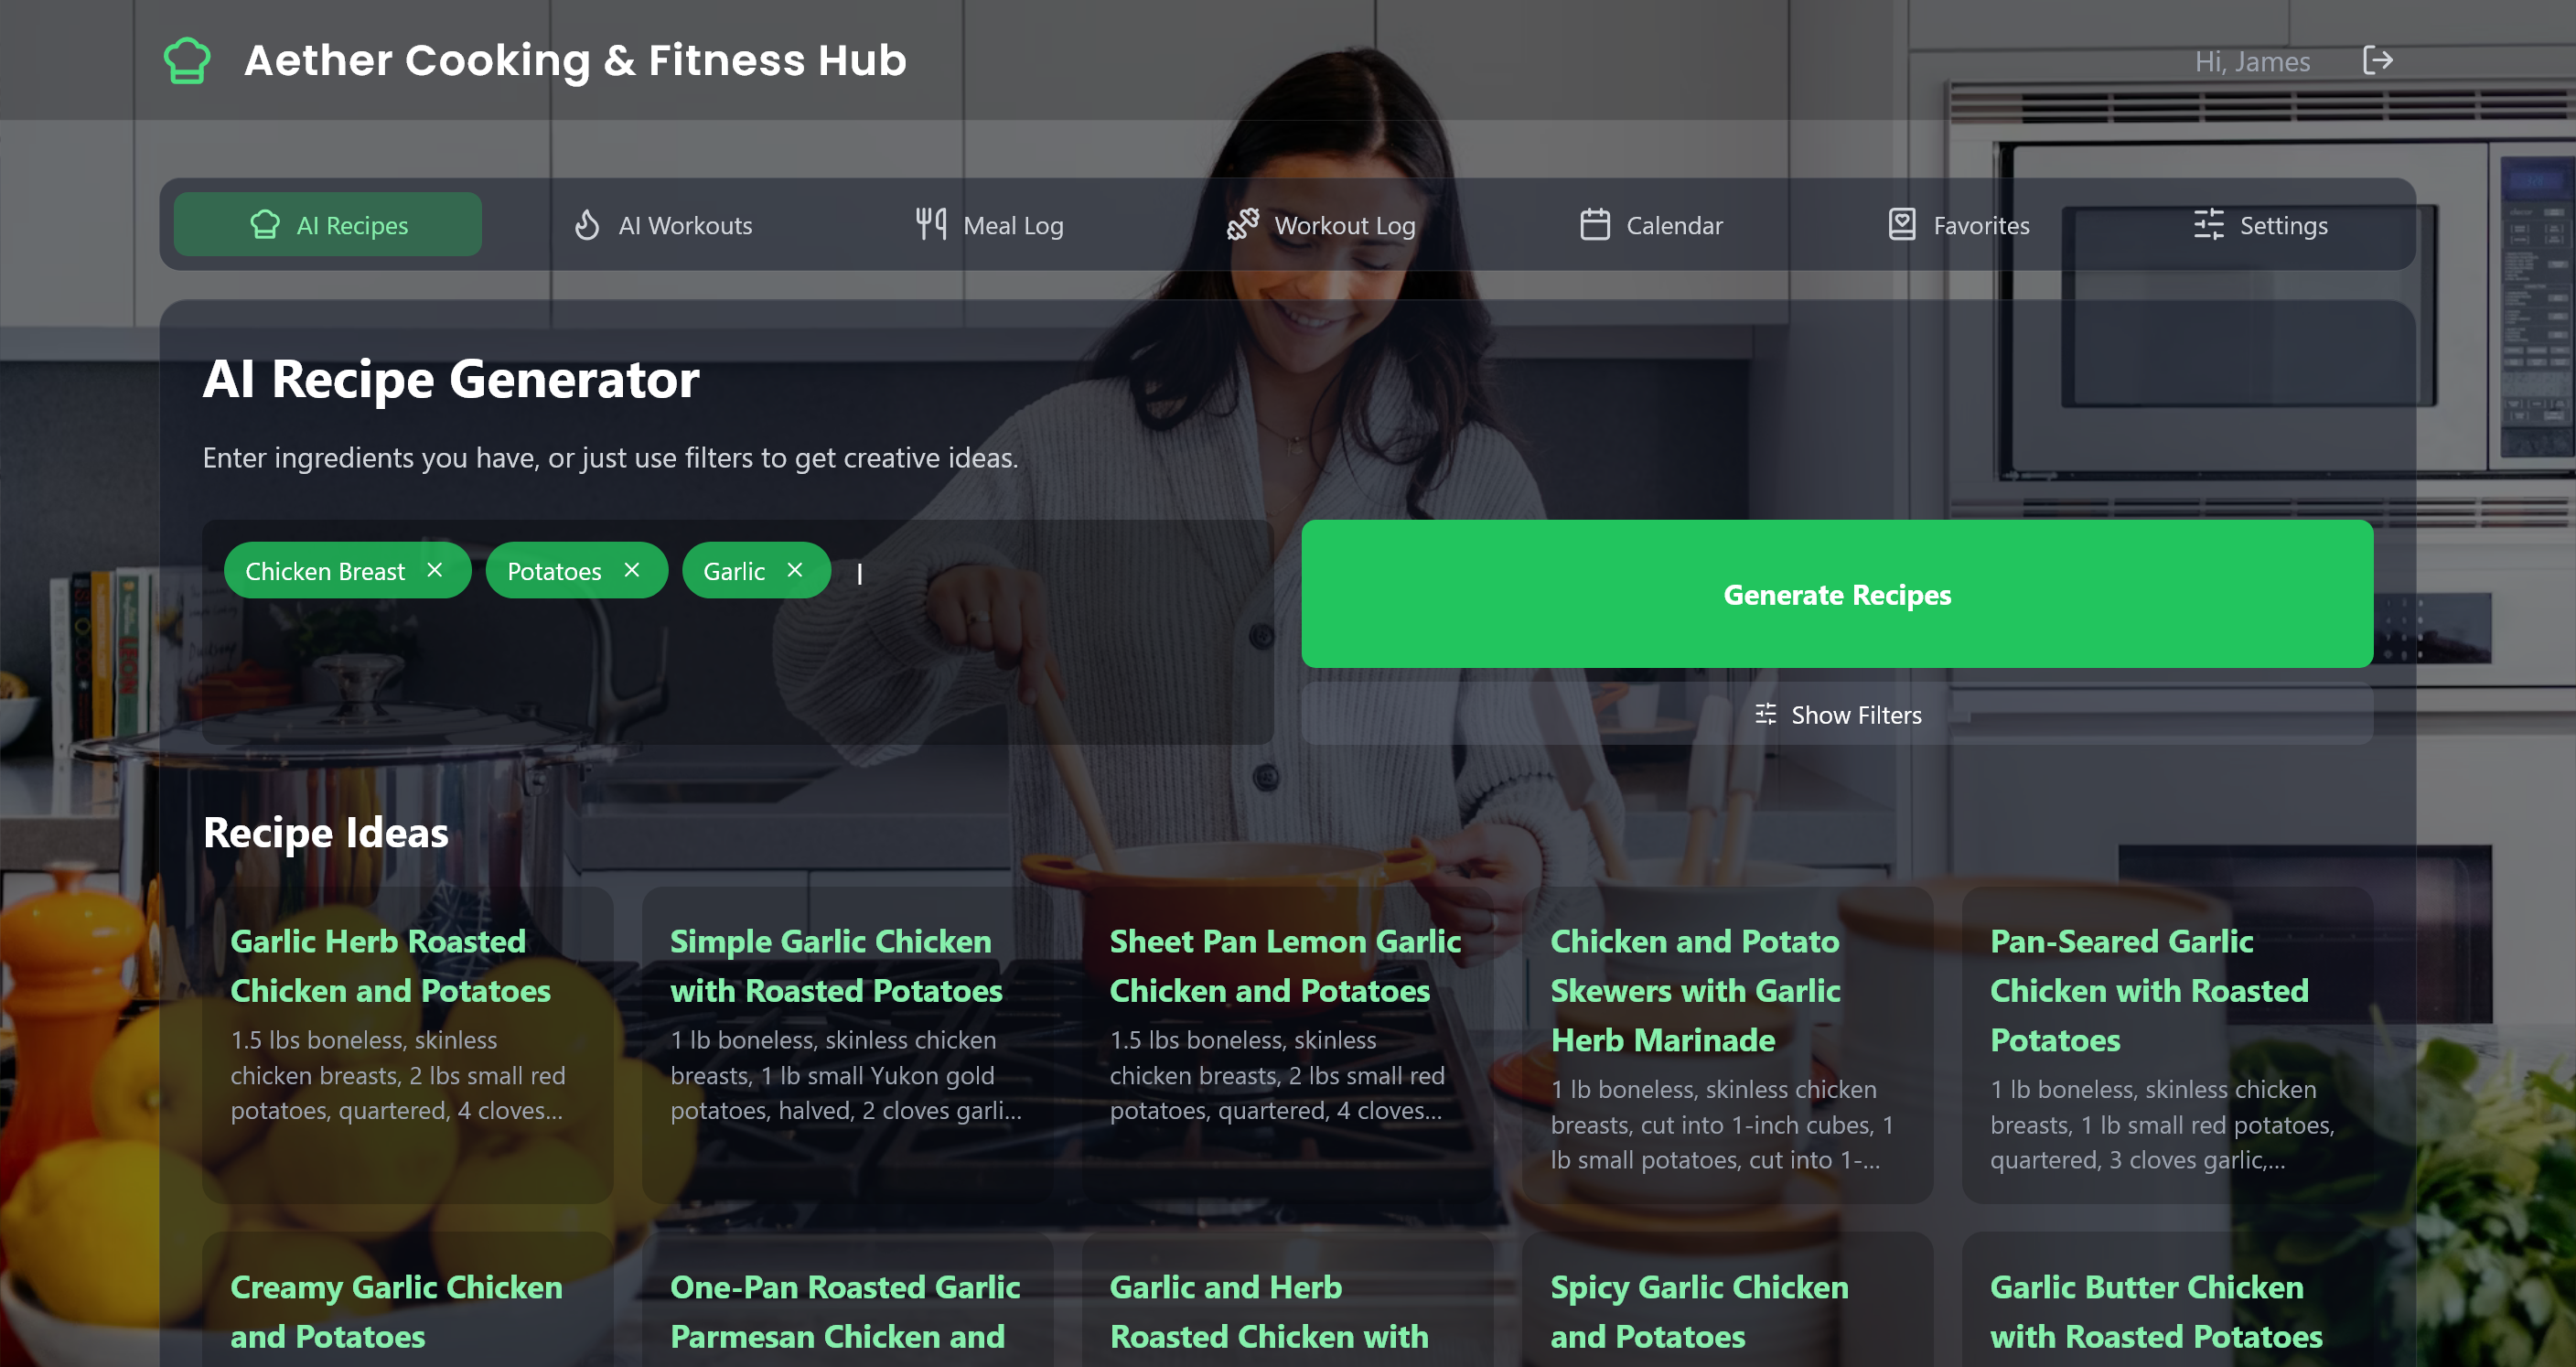 Aether Cooking & Fitness Hub
Hi, James
AI Recipes
AI Workouts
Meal Log
Workout Log
Calendar
Favorites
Settings
AI Recipe Generator
Enter ingredients you have, or just use filters to get creative ideas.
Chicken Breast
Potatoes
Garlic
Generate Recipes
Show Filters
Recipe Ideas
Garlic Herb Roasted
Chicken and Potatoes
1.5 lbs boneless, skinless
chicken breasts, 2 lbs small red
potatoes, quartered, 4 cloves...
Simple Garlic Chicken
with Roasted Potatoes
1 lb boneless, skinless chicken
breasts, 1 lb small Yukon gold
potatoes, halved, 2 cloves garli...
Sheet Pan Lemon Garlic
Chicken and Potatoes
1.5 lbs boneless, skinless
chicken breasts, 2 lbs small red
potatoes, quartered, 4 cloves...
Chicken and Potato
Skewers with Garlic
Herb Marinade
1 lb boneless, skinless chicken
breasts, cut into 1-inch cubes, 1
lb small potatoes, cut into 1-...
Pan-Seared Garlic
Chicken with Roasted
Potatoes
1 lb boneless, skinless chicken
breasts, 1 lb small red potatoes,
quartered, 3 cloves garlic,...
Creamy Garlic Chicken
and Potatoes
One-Pan Roasted Garlic
Parmesan Chicken and
Garlic and Herb
Roasted Chicken with
Spicy Garlic Chicken
and Potatoes
Garlic Butter Chicken
with Roasted Potatoes
LEON